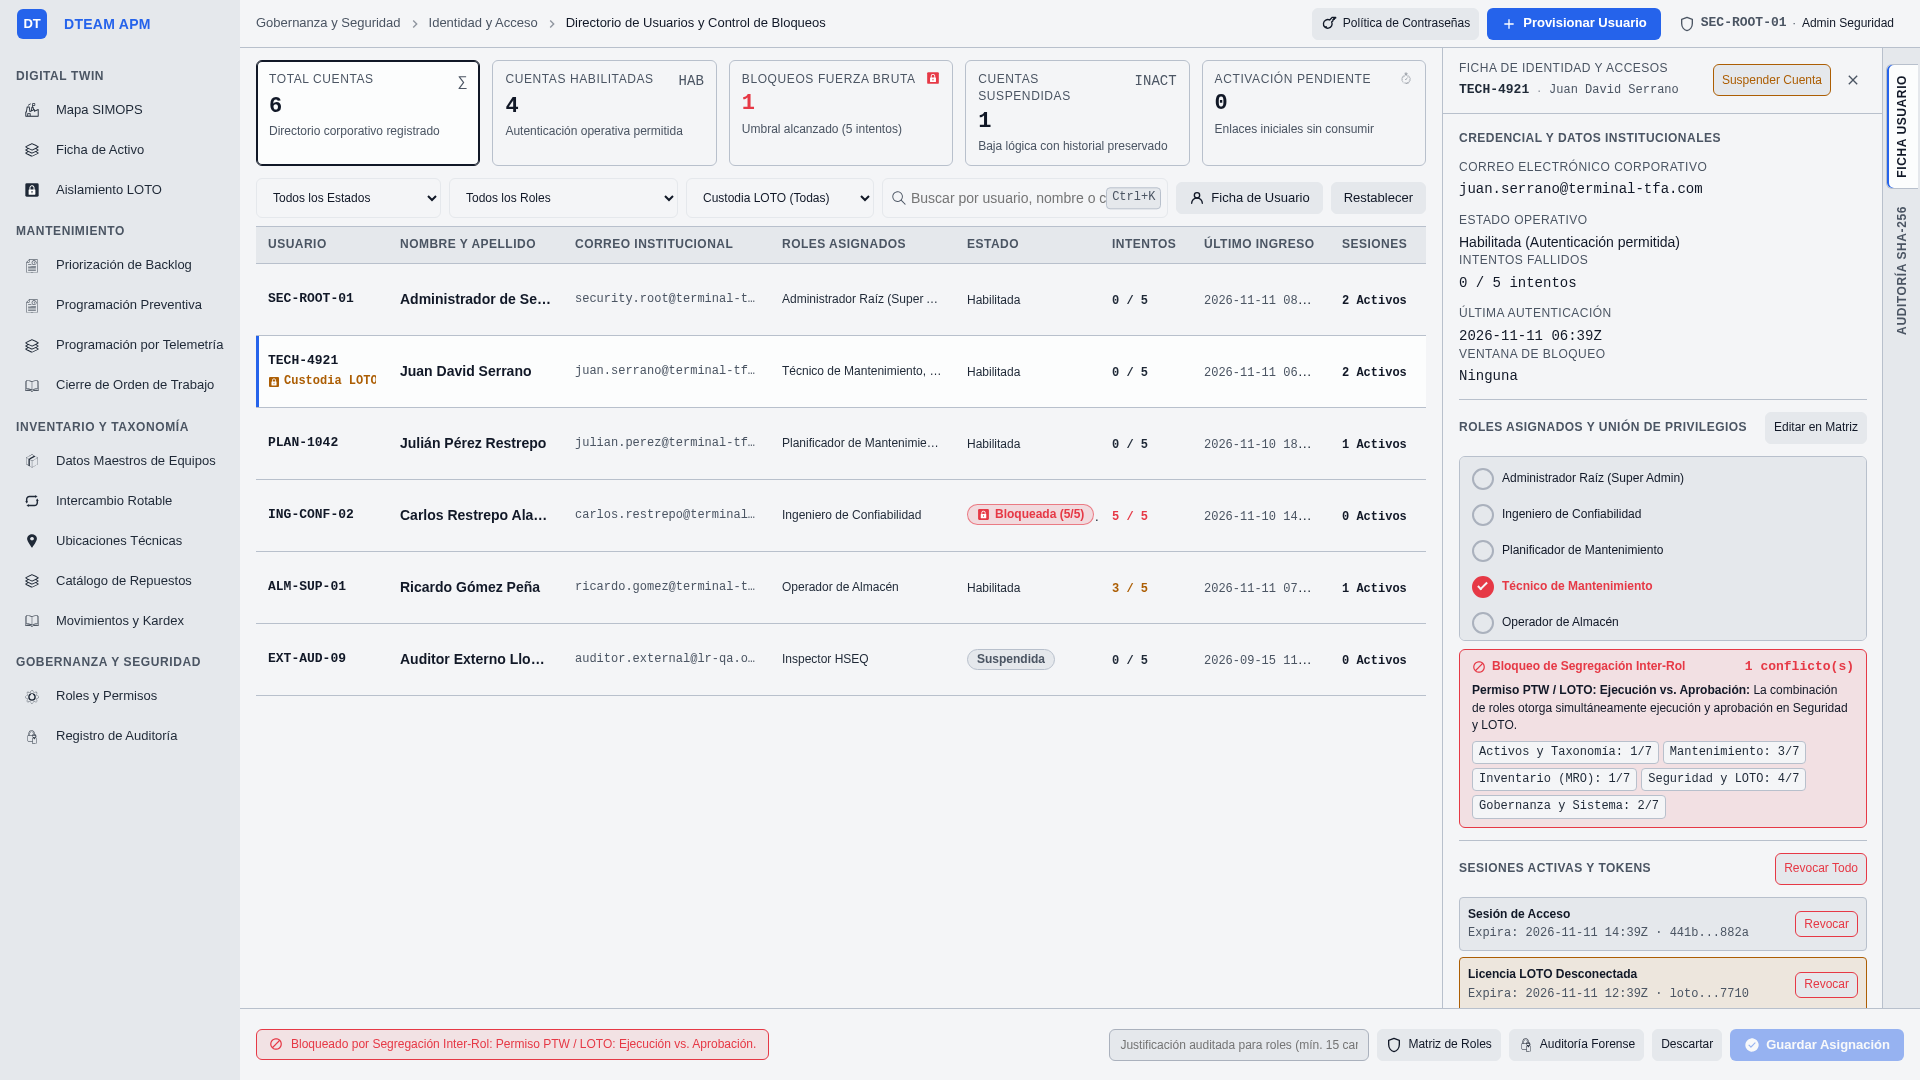 DT DTEAM APM
DIGITAL TWIN
Mapa SIMOPS
Ficha de Activo
Aislamiento LOTO
MANTENIMIENTO
Priorización de Backlog
Programación Preventiva
Programación por Telemetría
Cierre de Orden de Trabajo
INVENTARIO Y TAXONOMÍA
Datos Maestros de Equipos
Intercambio Rotable
Ubicaciones Técnicas
Catálogo de Repuestos
Movimientos y Kardex
GOBERNANZA Y SEGURIDAD
Roles y Permisos
Registro de Auditoría
Gobernanza y Seguridad > Identidad y Acceso > Directorio de Usuarios y Control de Bloqueos
Política de Contraseñas
+ Provisionar Usuario
SEC-ROOT-01 · Admin Seguridad
TOTAL CUENTAS ∑
6
Directorio corporativo registrado
CUENTAS HABILITADAS HAB
4
Autenticación operativa permitida
BLOQUEOS FUERZA BRUTA
1
Umbral alcanzado (5 intentos)
CUENTAS SUSPENDIDAS INACT
1
Baja lógica con historial preservado
ACTIVACIÓN PENDIENTE
0
Enlaces iniciales sin consumir
Todos los Estados
Todos los Roles
Custodia LOTO (Todas)
Buscar por usuario, nombre o c Ctrl+K
Ficha de Usuario
Restablecer
USUARIO NOMBRE Y APELLIDO CORREO INSTITUCIONAL ROLES ASIGNADOS ESTADO INTENTOS ÚLTIMO INGRESO SESIONES
SEC-ROOT-01 Administrador de Se... security.root@terminal-t... Administrador Raíz (Super ... Habilitada 0 / 5 2026-11-11 08... 2 Activos
TECH-4921 Custodia LOTO Juan David Serrano juan.serrano@terminal-tf... Técnico de Mantenimiento, ... Habilitada 0 / 5 2026-11-11 06... 2 Activos
PLAN-1042 Julián Pérez Restrepo julian.perez@terminal-tf... Planificador de Mantenimie... Habilitada 0 / 5 2026-11-10 18... 1 Activos
ING-CONF-02 Carlos Restrepo Ala... carlos.restrepo@terminal... Ingeniero de Confiabilidad Bloqueada (5/5) . 5 / 5 2026-11-10 14... 0 Activos
ALM-SUP-01 Ricardo Gómez Peña ricardo.gomez@terminal-t... Operador de Almacén Habilitada 3 / 5 2026-11-11 07... 1 Activos
EXT-AUD-09 Auditor Externo Llo... auditor.external@lr-qa.o... Inspector HSEQ Suspendida 0 / 5 2026-09-15 11... 0 Activos
FICHA DE IDENTIDAD Y ACCESOS
TECH-4921 · Juan David Serrano
Suspender Cuenta
CREDENCIAL Y DATOS INSTITUCIONALES
CORREO ELECTRÓNICO CORPORATIVO
juan.serrano@terminal-tfa.com
ESTADO OPERATIVO
Habilitada (Autenticación permitida)
INTENTOS FALLIDOS
0 / 5 intentos
ÚLTIMA AUTENTICACIÓN
2026-11-11 06:39Z
VENTANA DE BLOQUEO
Ninguna
ROLES ASIGNADOS Y UNIÓN DE PRIVILEGIOS Editar en Matriz
Administrador Raíz (Super Admin)
Ingeniero de Confiabilidad
Planificador de Mantenimiento
Técnico de Mantenimiento
Operador de Almacén
Bloqueo de Segregación Inter-Rol 1 conflicto(s)
Permiso PTW / LOTO: Ejecución vs. Aprobación: La combinación
de roles otorga simultáneamente ejecución y aprobación en Seguridad
y LOTO.
Activos y Taxonomía: 1/7 Mantenimiento: 3/7
Inventario (MRO): 1/7 Seguridad y LOTO: 4/7
Gobernanza y Sistema: 2/7
SESIONES ACTIVAS Y TOKENS Revocar Todo
Sesión de Acceso
Expira: 2026-11-11 14:39Z · 441b...882a Revocar
Licencia LOTO Desconectada
Expira: 2026-11-11 12:39Z · loto...7710 Revocar
FICHA USUARIO
AUDITORÍA SHA-256
Bloqueado por Segregación Inter-Rol: Permiso PTW / LOTO: Ejecución vs. Aprobación.
Justificación auditada para roles (mín. 15 car
Matriz de Roles
Auditoría Forense
Descartar
Guardar Asignación